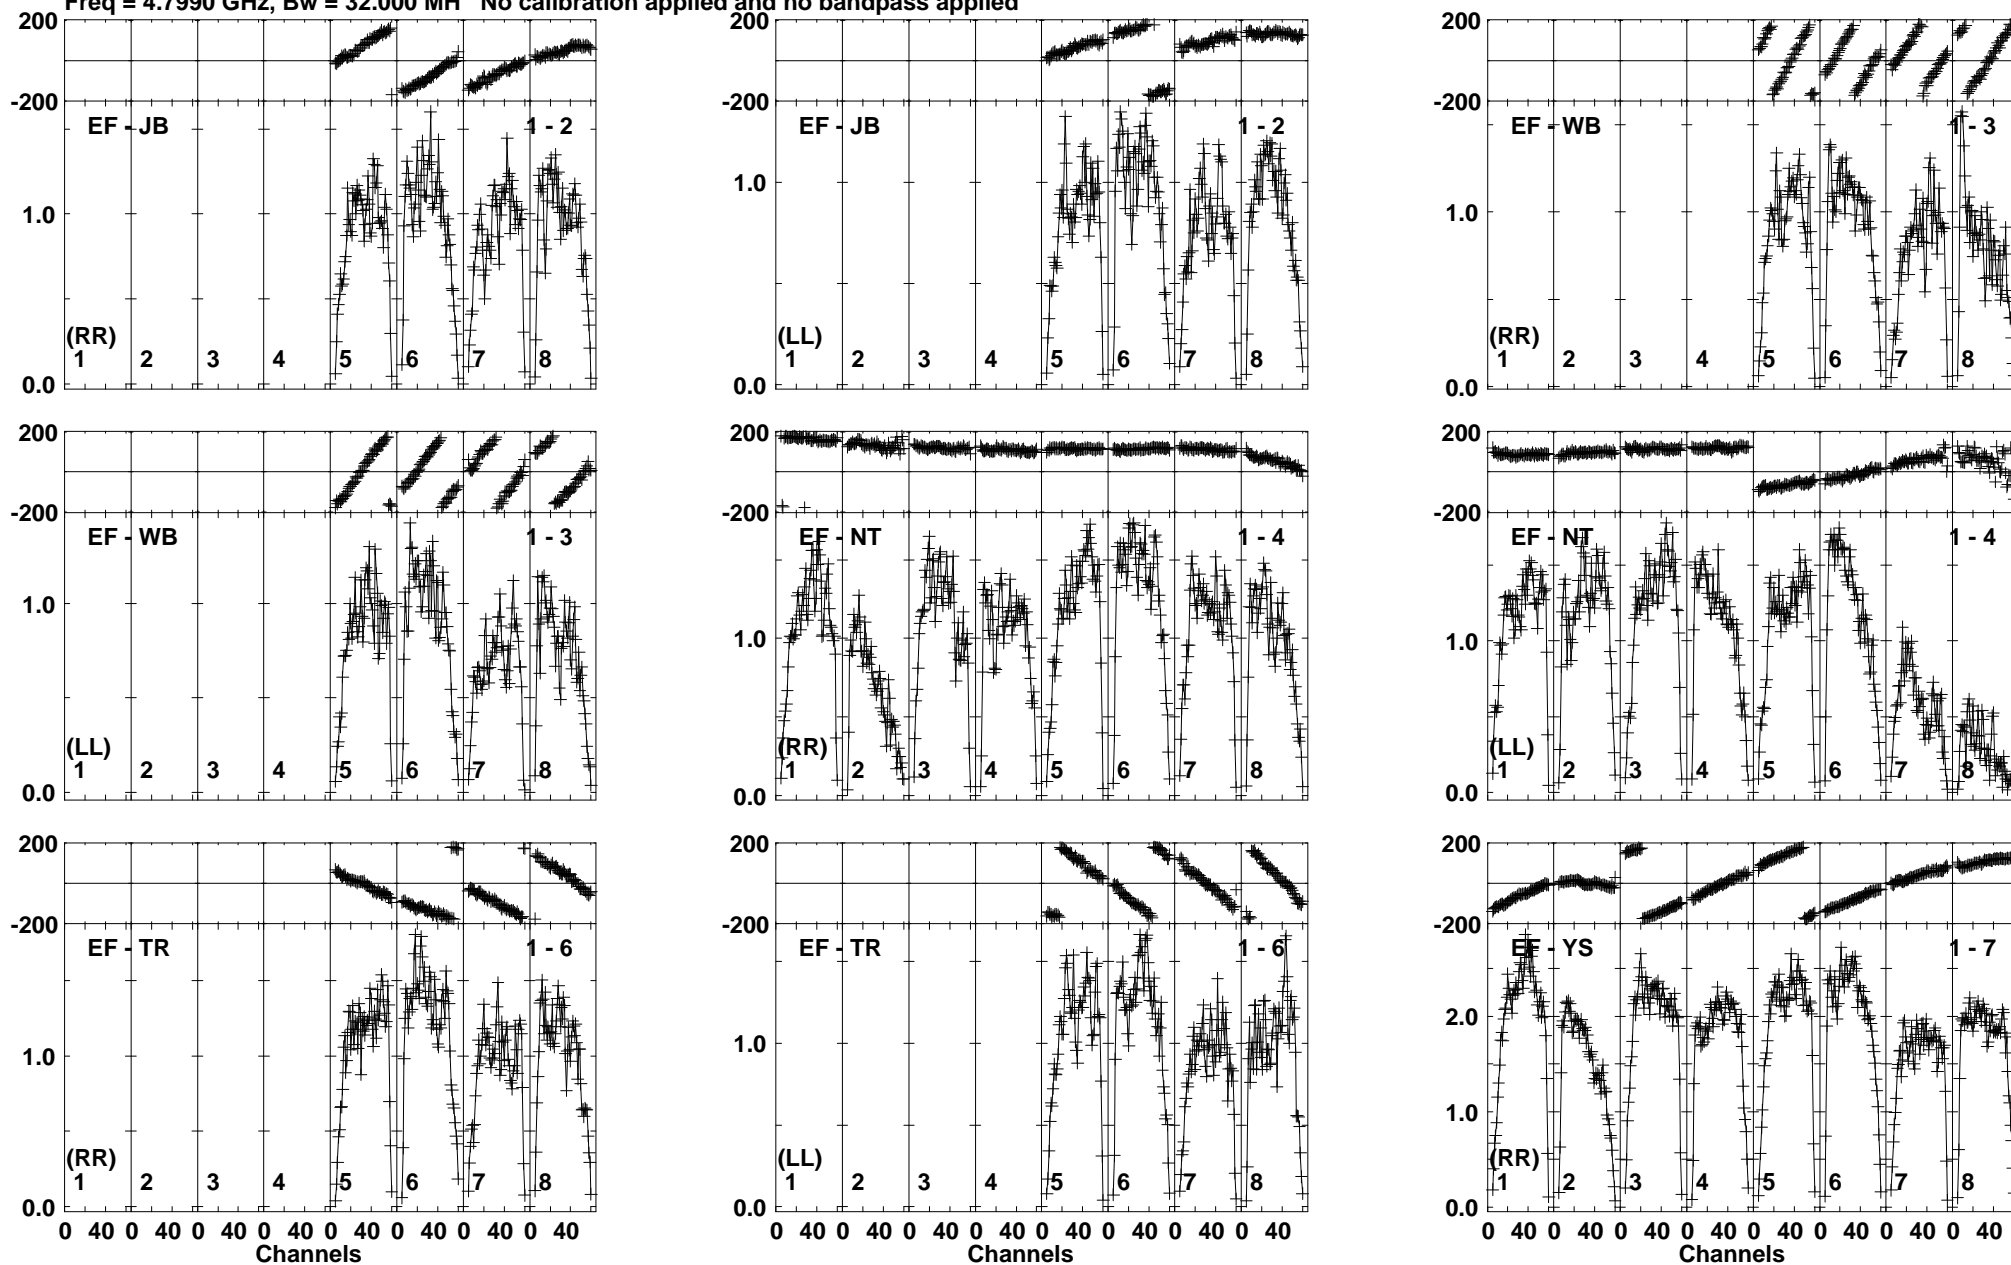 Freq = 4.7990 GHz, Bw = 32.000 MH No calibration applied and no bandpass applied
200
-200
EF - JB
1 - 2
1.0
(RR)
1 2 3 4 5 6 7 8
0.0
200
-200
EF - JB
1 - 2
1.0
(LL)
1 2 3 4 5 6 7 8
0.0
200
-200
EF - WB
1 - 3
1.0
(RR)
1 2 3 4 5 6 7 8
0.0
200
-200
EF - WB
1 - 3
1.0
(LL)
1 2 3 4 5 6 7 8
0.0
200
-200
EF - NT
1 - 4
1.0
(RR)
1 2 3 4 5 6 7 8
0.0
200
-200
EF - NT
1 - 4
1.0
(LL)
1 2 3 4 5 6 7 8
0.0
200
-200
EF - TR
1 - 6
1.0
(RR)
1 2 3 4 5 6 7 8
0.0
0 40 0 40 0 40 0 40 0 40 0 40 0 40 0 40
Channels
200
-200
EF - TR
1 - 6
1.0
(LL)
1 2 3 4 5 6 7 8
0.0
0 40 0 40 0 40 0 40 0 40 0 40 0 40 0 40
Channels
200
-200
EF - YS
1 - 7
2.0
1.0
(RR)
1 2 3 4 5 6 7 8
0.0
0 40 0 40 0 40 0 40 0 40 0 40 0 40 0 40
Channels